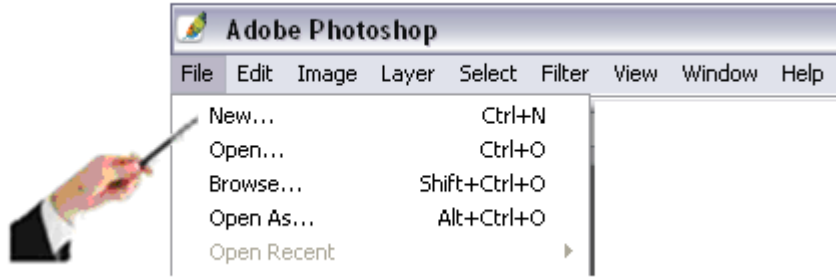 Adobe Photoshop
File Edit Image Layer Select Filter View Window Help
New... Ctrl+N
Open... Ctrl+O
Browse... Shift+Ctrl+O
Open As... Alt+Ctrl+O
Open Recent